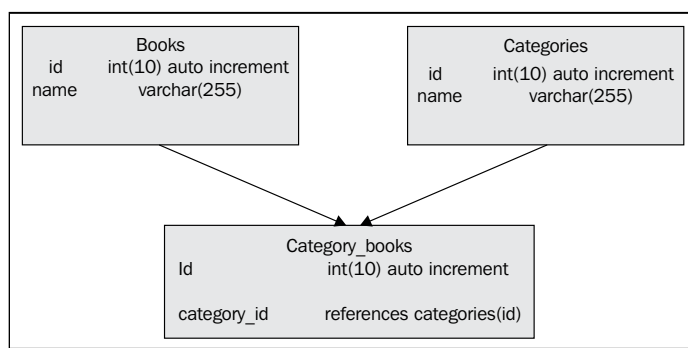 Books
id int(10) auto increment
name varchar(255)
Categories
id int(10) auto increment
name varchar(255)
Category_books
Id int(10) auto increment
category_id references categories(id)